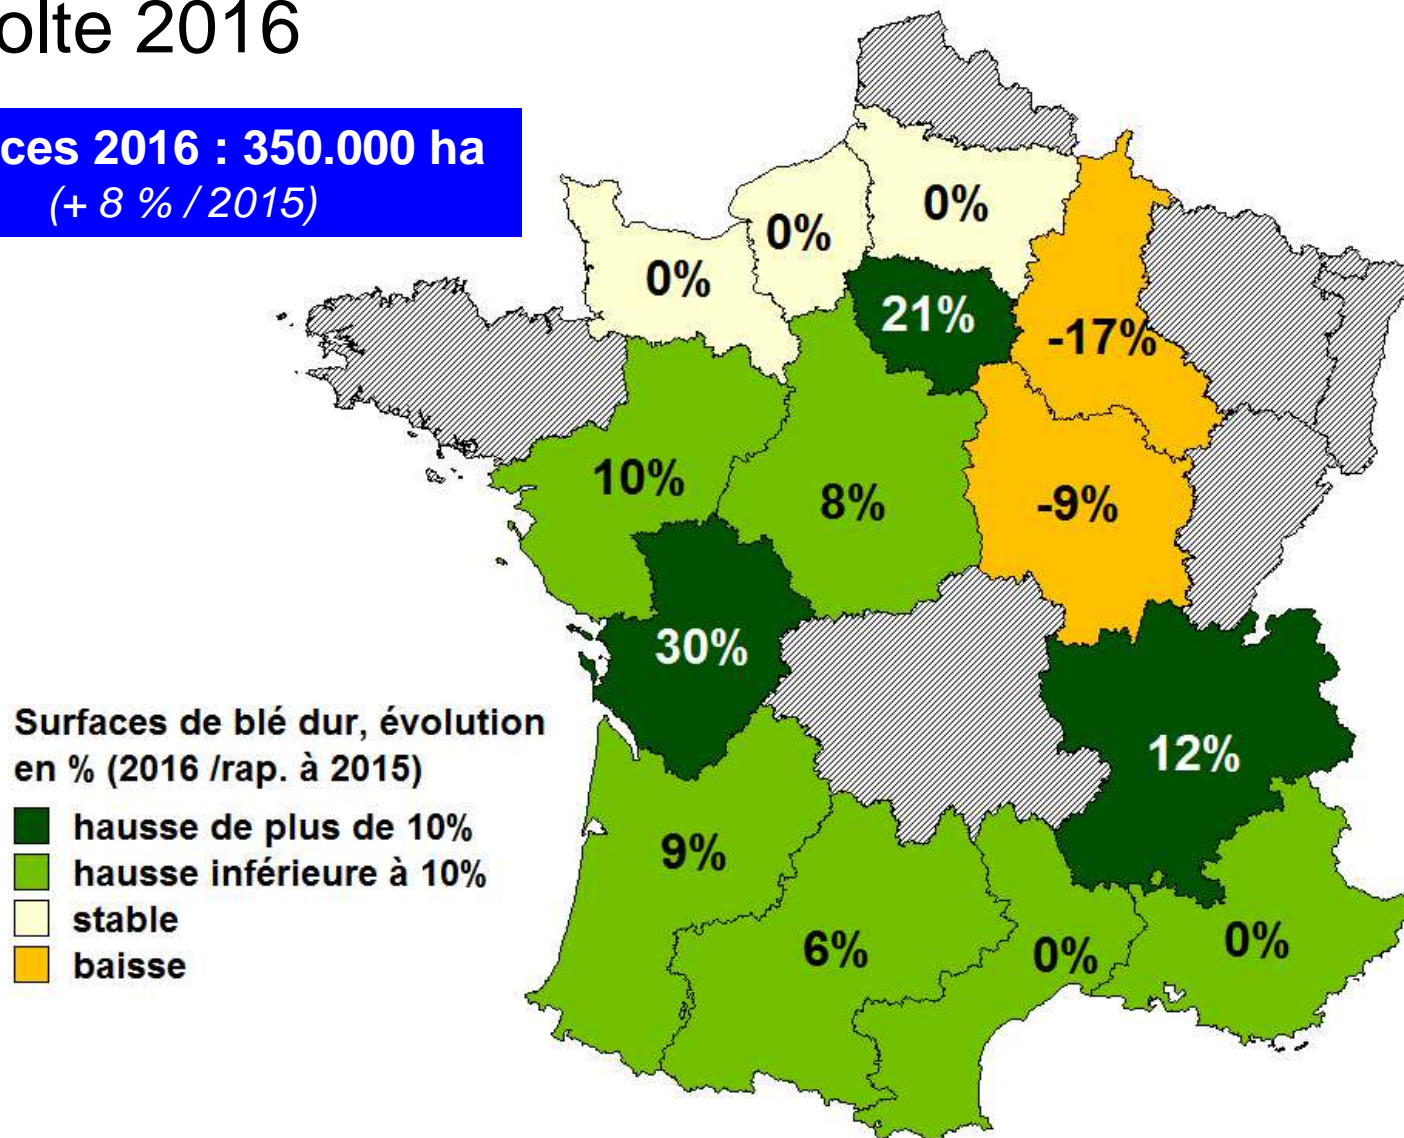 olte 2016
ces 2016 : 350.000 ha
(+ 8 % / 2015)
0%
0%
0%
21%
-17%
10%
8%
-9%
30%
12%
9%
6%
0%
0%
Surfaces de blé dur, évolution
en % (2016 /rap. à 2015)
hausse de plus de 10%
hausse inférieure à 10%
stable
baisse